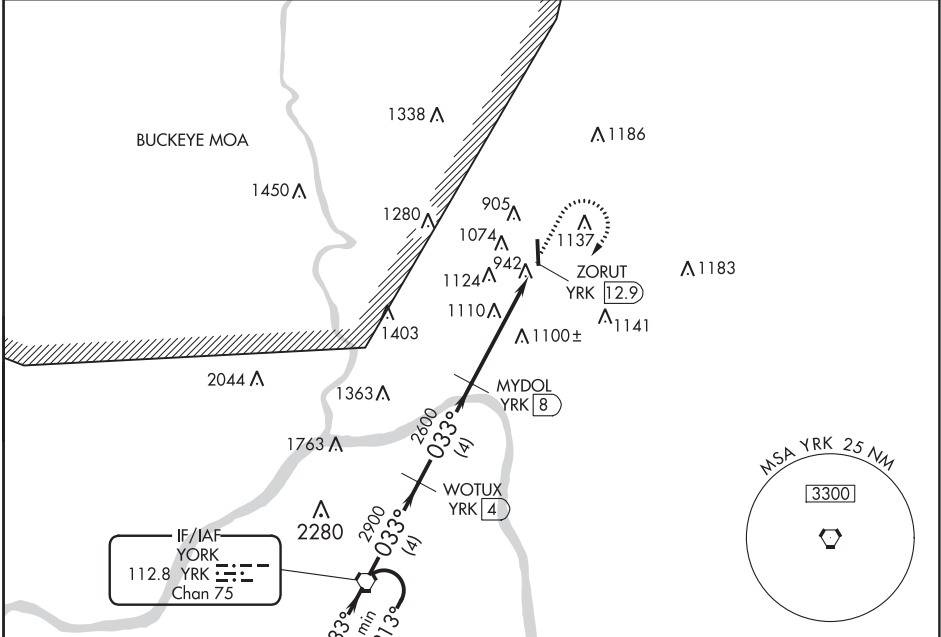 1338
1186
BUCKEYE MOA
1450
905
1280
1137
1074
942
ZORUT
YRK 12.9
1183
1124
1110
1141
1403
1100±
2044
1363
MYDOL
YRK 8
2600
033°
(4)
1763
MSA YRK 25 NM
3300
WOTUX
YRK 4
2280
2900
033°
(4)
IF/IAF
YORK
112.8 YRK
Chan 75
min